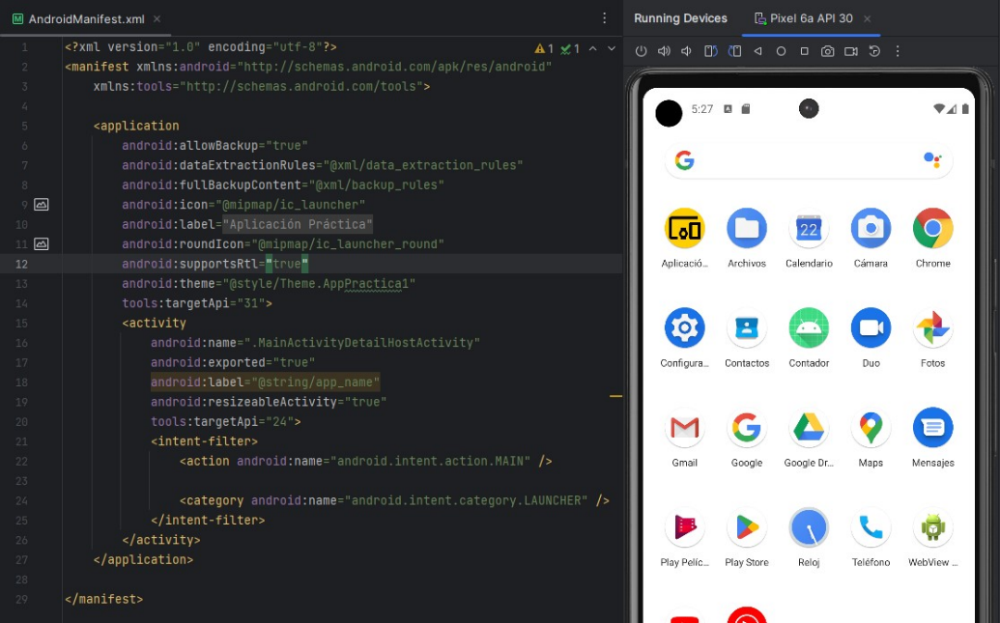 AndroidManifest.xml
Running Devices
Pixel 6a API 30
1 <?xml version="1.0" encoding="utf-8"?>
1 1
2 <manifest xmlns:android="http://schemas.android.com/apk/res/android"
3 xmlns:tools="http://schemas.android.com/tools">
4
5 <application
6 android:allowBackup="true"
7 android:dataExtractionRules="@xml/data_extraction_rules"
8 android:fullBackupContent="@xml/backup_rules"
9 android:icon="@mipmap/ic_launcher"
10 android:label="Aplicación Práctica"
11 android:roundIcon="@mipmap/ic_launcher_round"
12 android:supportsRtl="true"
13 android:theme="@style/Theme.AppPractica1"
14 tools:targetApi="31">
15 <activity
16 android:name=".MainActivityDetailHostActivity"
17 android:exported="true"
18 android:label="@string/app_name"
19 android:resizeableActivity="true"
20 tools:targetApi="24">
21 <intent-filter>
22 <action android:name="android.intent.action.MAIN" />
23
24 <category android:name="android.intent.category.LAUNCHER" />
25 </intent-filter>
26 </activity>
27 </application>
28
29 </manifest>
5:27
Aplicació... Archivos Calendario Cámara Chrome
22
Configura... Contactos Contador Duo Fotos
Gmail Google Google Dr... Maps Mensajes
Play Pelíc... Play Store Reloj Teléfono WebView ...